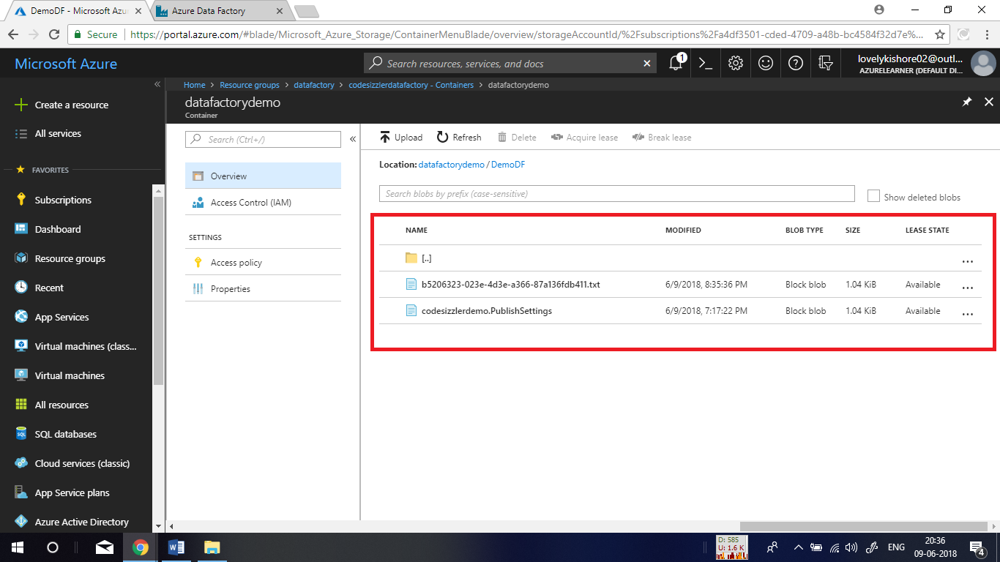 DemoDF - Microsoft Azu
Azure Data Factory
Secure
https://portal.azure.com/#blade/Microsoft_Azure_Storage/ContainerMenuBlade/overview/storageAccountId/%2Fsubscriptions%2Fa4df3501-cded-4709-a48b-bc4584f32d7e%...
Microsoft Azure
Search resources, services, and docs
1
lovelykishore02@outl...
AZURELEARNER (DEFAULT DI...
Home > Resource groups > datafactory > codesizzlerdatafactory - Containers > datafactorydemo
datafactorydemo
Container
Create a resource
All services
FAVORITES
Subscriptions
Dashboard
Resource groups
Recent
App Services
Virtual machines (class...
Virtual machines
All resources
SQL databases
Cloud services (classic)
App Service plans
Azure Active Directory
Search (Ctrl+/)
Overview
Access Control (IAM)
SETTINGS
Access policy
Properties
Upload Refresh Delete Acquire lease Break lease
Location: datafactorydemo / DemoDF
Search blobs by prefix (case-sensitive)
Show deleted blobs
NAME MODIFIED BLOB TYPE SIZE LEASE STATE
[..] ...
b5206323-023e-4d3e-a366-87a136fdb411.txt 6/9/2018, 8:35:36 PM Block blob 1.04 KiB Available ...
codesizzlerdemo.PublishSettings 6/9/2018, 7:17:22 PM Block blob 1.04 KiB Available ...
D: 585
U: 1.6 K
ENG
20:36
09-06-2018
4